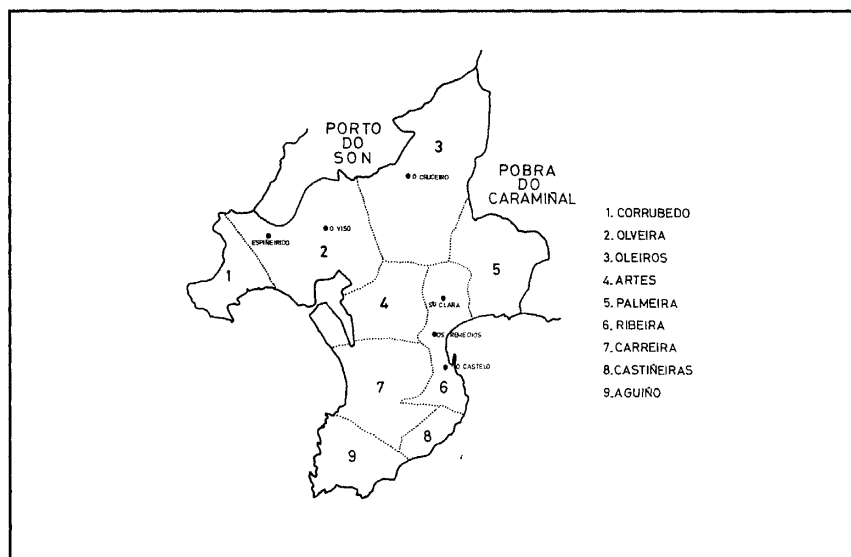 PORTO
DO
SON
3
O CRUCEIRO
POBRA
DO
CARAMIÑAL
ESPIÑEIRIDO
O VISO
2
1
5
4
STA CLARA
OS REMEDIOS
O CASTELO
7
6
8
9
1. CORRUBEDO
2. OLVEIRA
3. OLEIROS
4. ARTES
5. PALMEIRA
6. RIBEIRA
7. CARREIRA
8. CASTIÑEIRAS
9. AGUIÑO